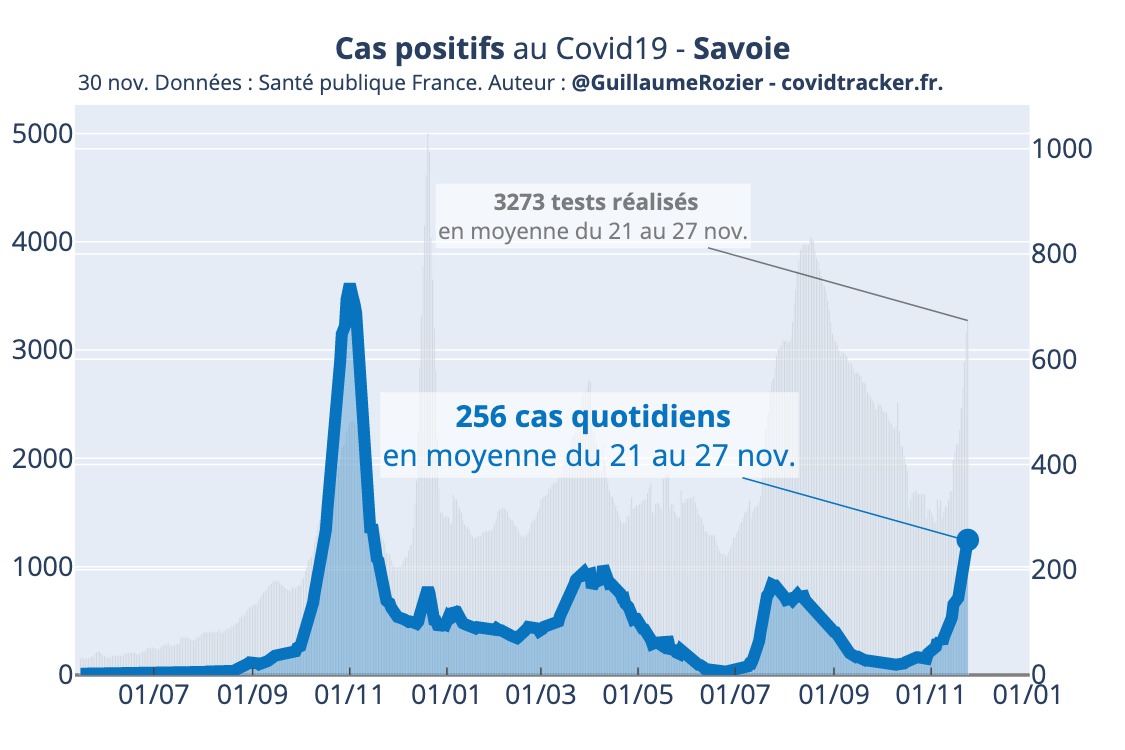 Cas positifs au Covid19 - Savoie
30 nov. Données : Santé publique France. Auteur : @GuillaumeRozier - covidtracker.fr.
5000
4000
3000
2000
1000
0
1000
800
600
400
200
0
3273 tests réalisés
en moyenne du 21 au 27 nov.
256 cas quotidiens
en moyenne du 21 au 27 nov.
01/07 01/09 01/11 01/01 01/03 01/05 01/07 01/09 01/11 01/01